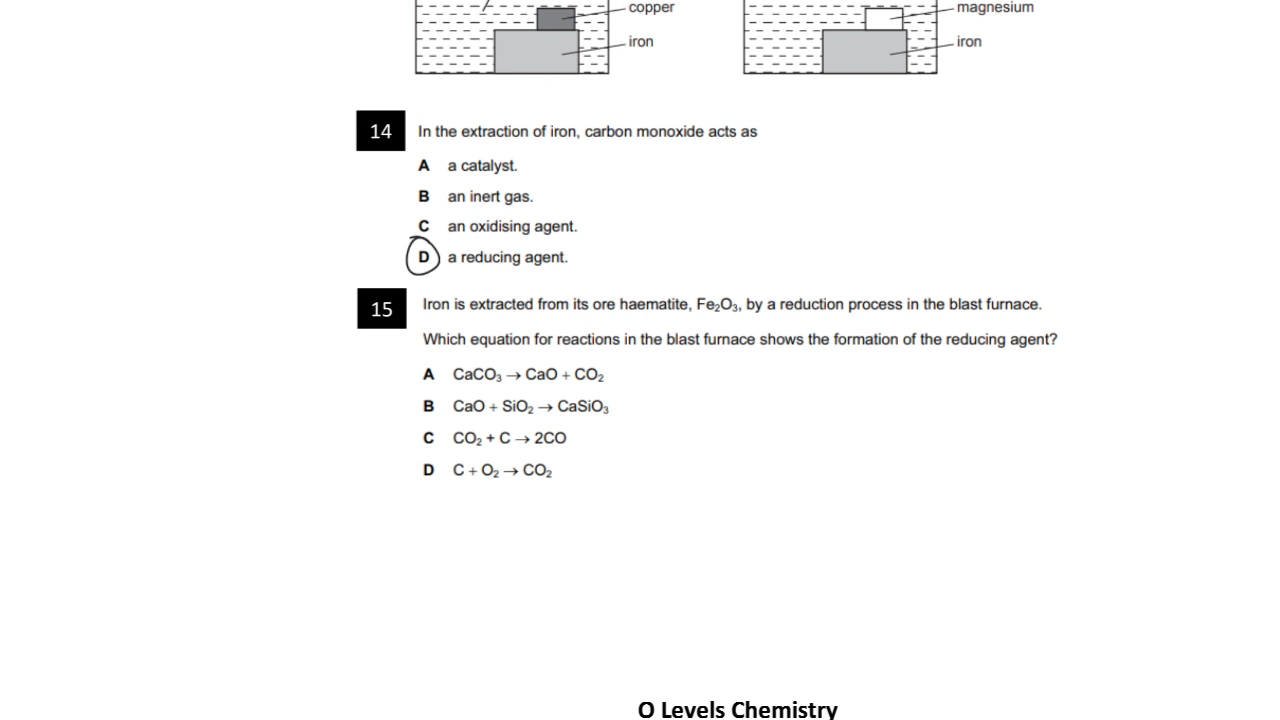 copper
magnesium
iron
iron
14 In the extraction of iron, carbon monoxide acts as
A a catalyst.
B an inert gas.
C an oxidising agent.
D a reducing agent.
15 Iron is extracted from its ore haematite, Fe₂O₃, by a reduction process in the blast furnace.
Which equation for reactions in the blast furnace shows the formation of the reducing agent?
A CaCO₃ → CaO + CO₂
B CaO + SiO₂ → CaSiO₃
C CO₂ + C → 2CO
D C + O₂ → CO₂
O Levels Chemistry